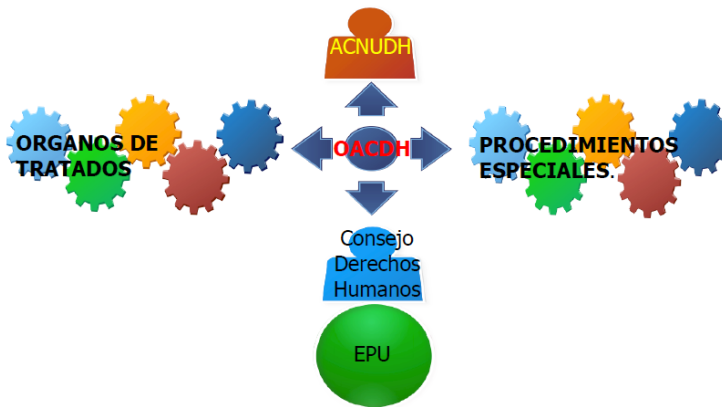 ACNUDH
ORGANOS DE
TRATADOS
OACDH
PROCEDIMIENTOS
ESPECIALES.
Consejo
Derechos
Humanos
EPU